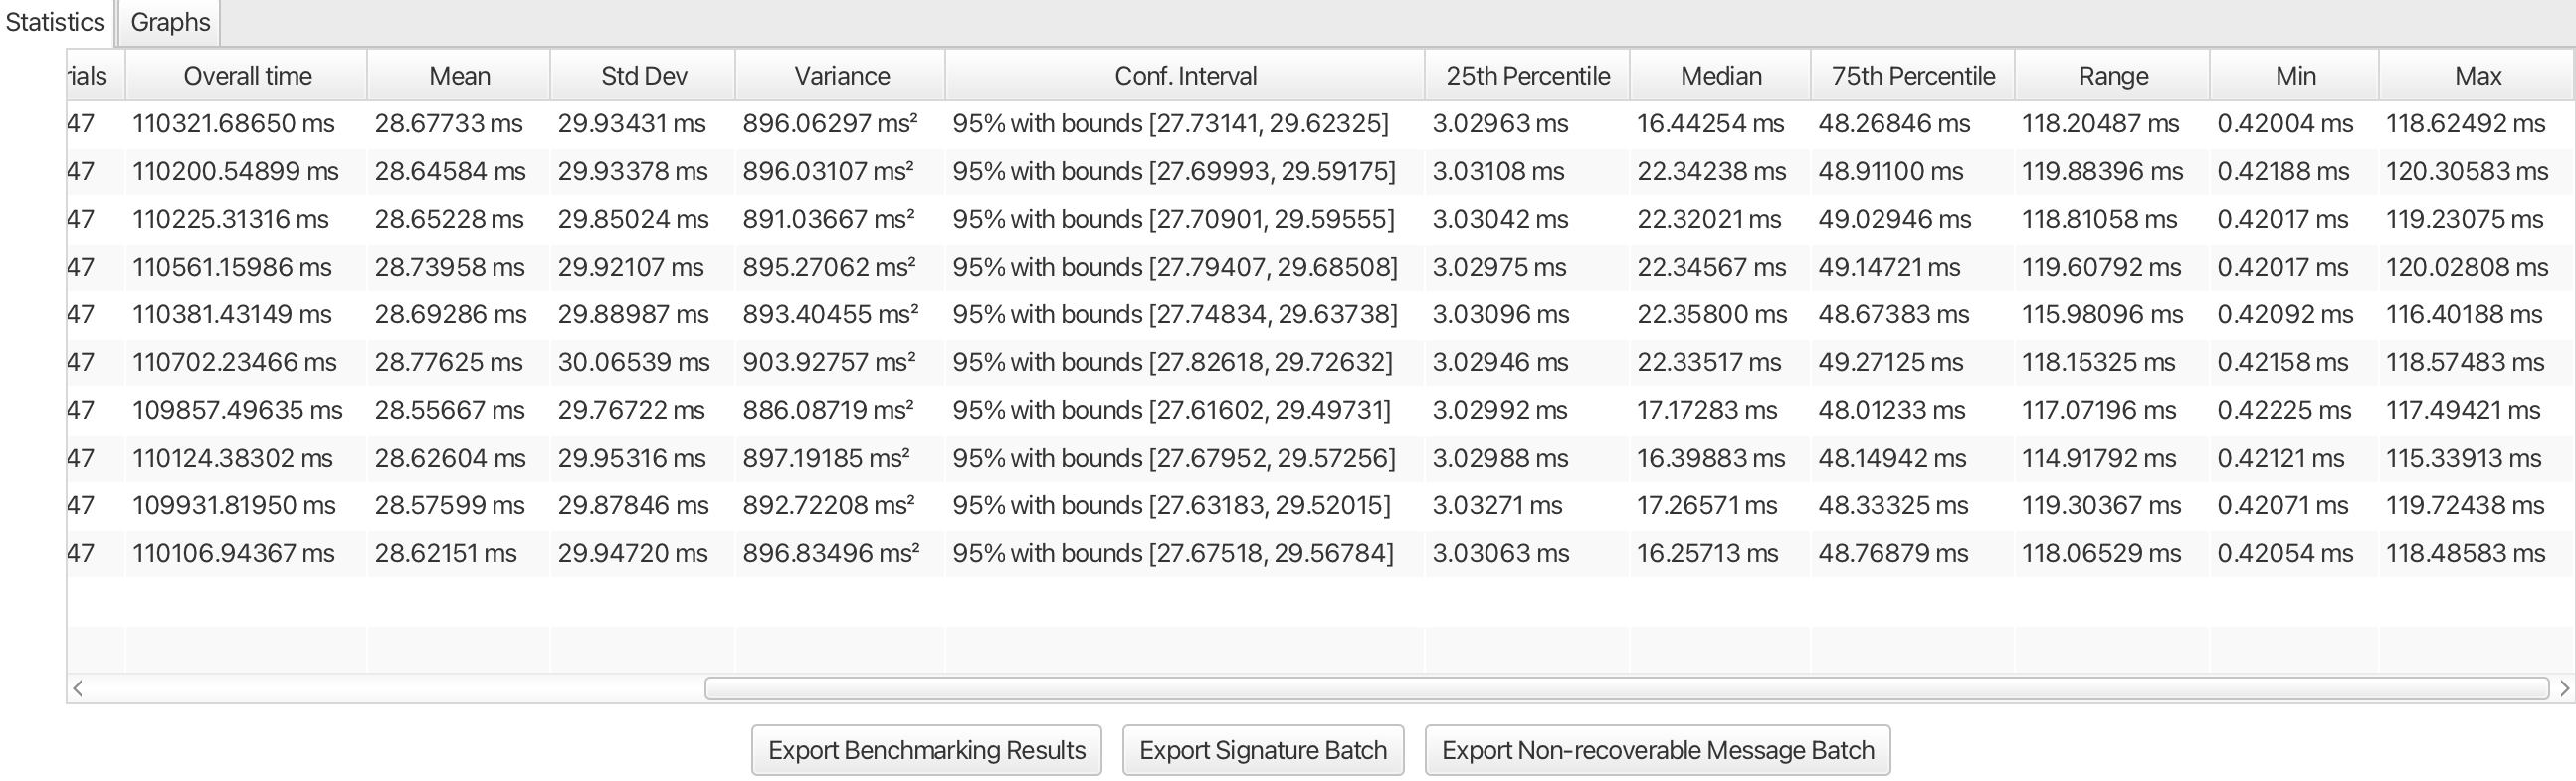 Statistics Graphs
rials Overall time Mean Std Dev Variance Conf. Interval 25th Percentile Median 75th Percentile Range Min Max
47 110321.68650 ms 28.67733 ms 29.93431 ms 896.06297 ms² 95% with bounds [27.73141, 29.62325] 3.02963 ms 16.44254 ms 48.26846 ms 118.20487 ms 0.42004 ms 118.62492 ms
47 110200.54899 ms 28.64584 ms 29.93378 ms 896.03107 ms² 95% with bounds [27.69993, 29.59175] 3.03108 ms 22.34238 ms 48.91100 ms 119.88396 ms 0.42188 ms 120.30583 ms
47 110225.31316 ms 28.65228 ms 29.85024 ms 891.03667 ms² 95% with bounds [27.70901, 29.59555] 3.03042 ms 22.32021 ms 49.02946 ms 118.81058 ms 0.42017 ms 119.23075 ms
47 110561.15986 ms 28.73958 ms 29.92107 ms 895.27062 ms² 95% with bounds [27.79407, 29.68508] 3.02975 ms 22.34567 ms 49.14721 ms 119.60792 ms 0.42017 ms 120.02808 ms
47 110381.43149 ms 28.69286 ms 29.88987 ms 893.40455 ms² 95% with bounds [27.74834, 29.63738] 3.03096 ms 22.35800 ms 48.67383 ms 115.98096 ms 0.42092 ms 116.40188 ms
47 110702.23466 ms 28.77625 ms 30.06539 ms 903.92757 ms² 95% with bounds [27.82618, 29.72632] 3.02946 ms 22.33517 ms 49.27125 ms 118.15325 ms 0.42158 ms 118.57483 ms
47 109857.49635 ms 28.55667 ms 29.76722 ms 886.08719 ms² 95% with bounds [27.61602, 29.49731] 3.02992 ms 17.17283 ms 48.01233 ms 117.07196 ms 0.42225 ms 117.49421 ms
47 110124.38302 ms 28.62604 ms 29.95316 ms 897.19185 ms² 95% with bounds [27.67952, 29.57256] 3.02988 ms 16.39883 ms 48.14942 ms 114.91792 ms 0.42121 ms 115.33913 ms
47 109931.81950 ms 28.57599 ms 29.87846 ms 892.72208 ms² 95% with bounds [27.63183, 29.52015] 3.03271 ms 17.26571 ms 48.33325 ms 119.30367 ms 0.42071 ms 119.72438 ms
47 110106.94367 ms 28.62151 ms 29.94720 ms 896.83496 ms² 95% with bounds [27.67518, 29.56784] 3.03063 ms 16.25713 ms 48.76879 ms 118.06529 ms 0.42054 ms 118.48583 ms
Export Benchmarking Results Export Signature Batch Export Non-recoverable Message Batch